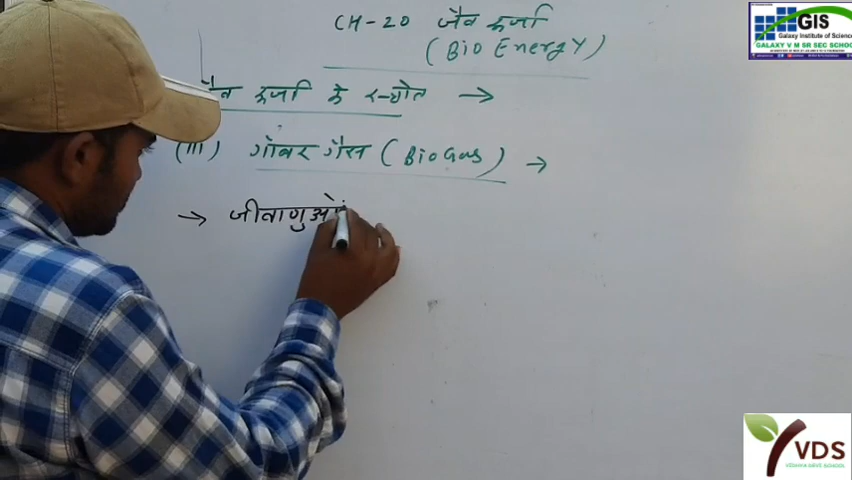 CH-20 जैव ऊर्जा
(Bio Energy)
जैव ऊर्जा के स्त्रोत →
(III) गोबर गैस (BioGas) →
→ जीवाणुओं
GIS
Galaxy Institute of Science
GALAXY V M SR SEC SCHOOL
VDS